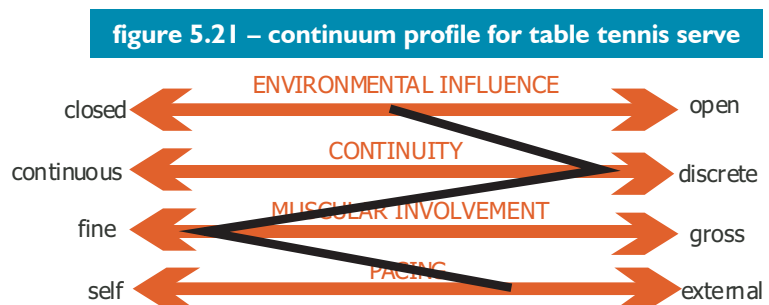 figure 5.21 – continuum profile for table tennis serve
ENVIRONMENTAL INFLUENCE
closed open
CONTINUITY
continuous discrete
MUSCULAR INVOLVEMENT
fine gross
PACING
self external